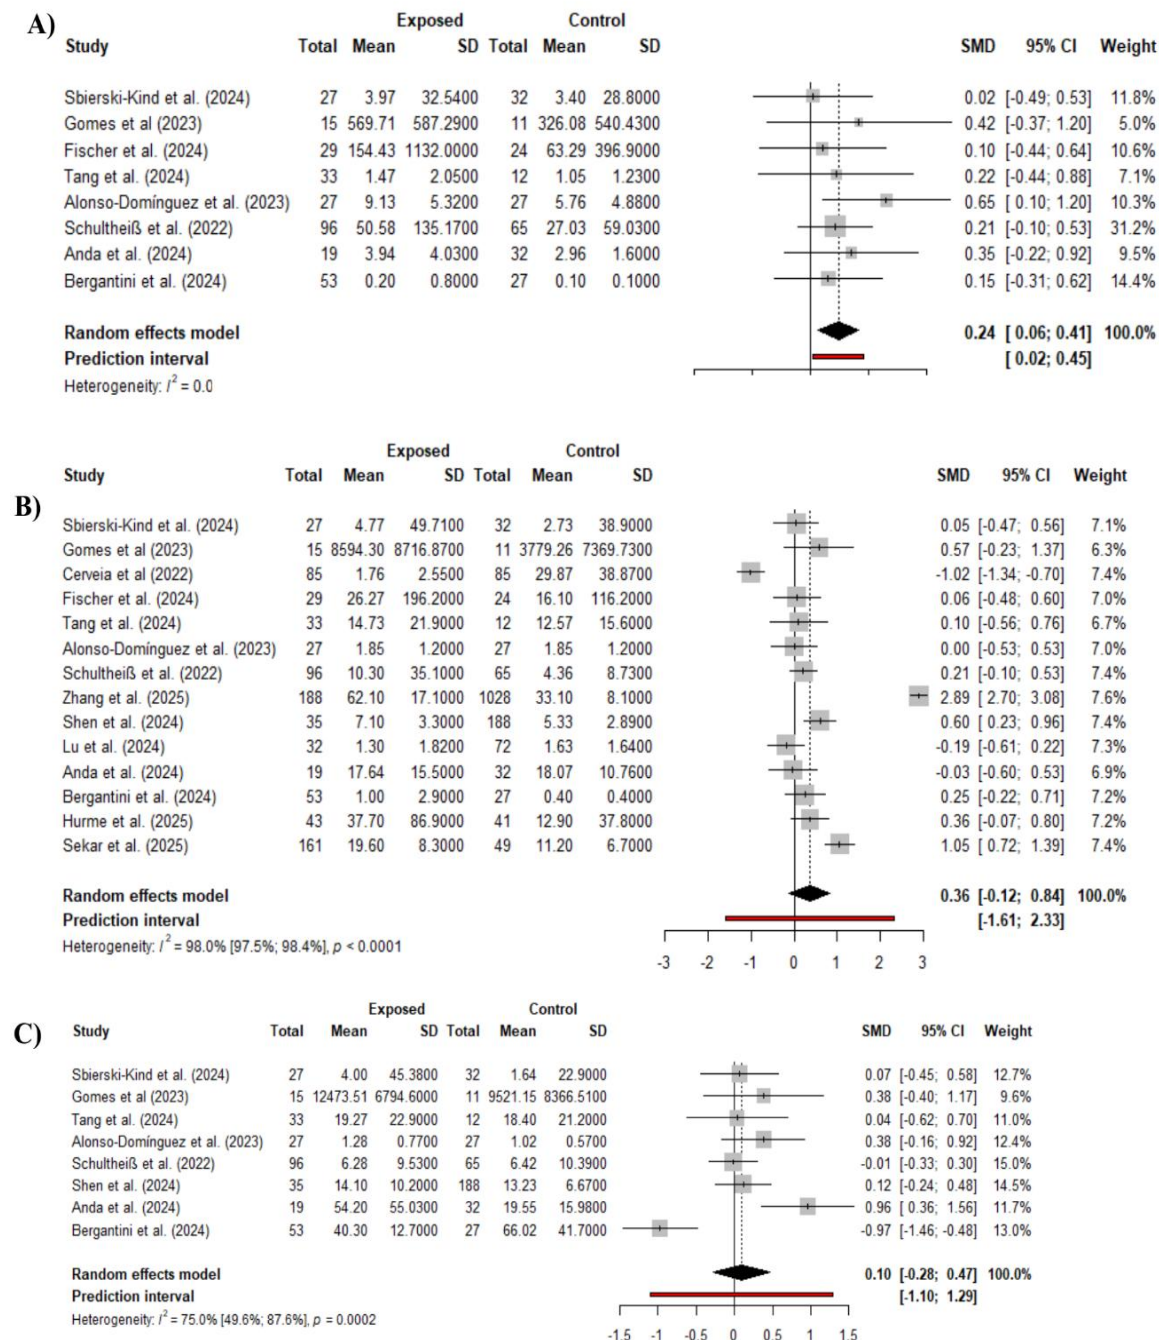 A)
Exposed Control
Study Total Mean SD Total Mean SD SMD 95% CI Weight
Sbierski-Kind et al. (2024) 27 3.97 32.5400 32 3.40 28.8000 0.02 [-0.49; 0.53] 11.8%
Gomes et al (2023) 15 569.71 587.2900 11 326.08 540.4300 0.42 [-0.37; 1.20] 5.0%
Fischer et al. (2024) 29 154.43 1132.0000 24 63.29 396.9000 0.10 [-0.44; 0.64] 10.6%
Tang et al. (2024) 33 1.47 2.0500 12 1.05 1.2300 0.22 [-0.44; 0.88] 7.1%
Alonso-Domínguez et al. (2023) 27 9.13 5.3200 27 5.76 4.8800 0.65 [ 0.10; 1.20] 10.3%
Schultheiß et al. (2022) 96 50.58 135.1700 65 27.03 59.0300 0.21 [-0.10; 0.53] 31.2%
Anda et al. (2024) 19 3.94 4.0300 32 2.96 1.6000 0.35 [-0.22; 0.92] 9.5%
Bergantini et al. (2024) 53 0.20 0.8000 27 0.10 0.1000 0.15 [-0.31; 0.62] 14.4%
Random effects model 0.24 [ 0.06; 0.41] 100.0%
Prediction interval [ 0.02; 0.45]
Heterogeneity: I² = 0.0
B)
Exposed Control
Study Total Mean SD Total Mean SD SMD 95% CI Weight
Sbierski-Kind et al. (2024) 27 4.77 49.7100 32 2.73 38.9000 0.05 [-0.47; 0.56] 7.1%
Gomes et al (2023) 15 8594.30 8716.8700 11 3779.26 7369.7300 0.57 [-0.23; 1.37] 6.3%
Cerveia et al (2022) 85 1.76 2.5500 85 29.87 38.8700 -1.02 [-1.34; -0.70] 7.4%
Fischer et al. (2024) 29 26.27 196.2000 24 16.10 116.2000 0.06 [-0.48; 0.60] 7.0%
Tang et al. (2024) 33 14.73 21.9000 12 12.57 15.6000 0.10 [-0.56; 0.76] 6.7%
Alonso-Domínguez et al. (2023) 27 1.85 1.2000 27 1.85 1.2000 0.00 [-0.53; 0.53] 7.0%
Schultheiß et al. (2022) 96 10.30 35.1000 65 4.36 8.7300 0.21 [-0.10; 0.53] 7.4%
Zhang et al. (2025) 188 62.10 17.1000 1028 33.10 8.1000 2.89 [ 2.70; 3.08] 7.6%
Shen et al. (2024) 35 7.10 3.3000 188 5.33 2.8900 0.60 [ 0.23; 0.96] 7.4%
Lu et al. (2024) 32 1.30 1.8200 72 1.63 1.6400 -0.19 [-0.61; 0.22] 7.3%
Anda et al. (2024) 19 17.64 15.5000 32 18.07 10.7600 -0.03 [-0.60; 0.53] 6.9%
Bergantini et al. (2024) 53 1.00 2.9000 27 0.40 0.4000 0.25 [-0.22; 0.71] 7.2%
Hurme et al. (2025) 43 37.70 86.9000 41 12.90 37.8000 0.36 [-0.07; 0.80] 7.2%
Sekar et al. (2025) 161 19.60 8.3000 49 11.20 6.7000 1.05 [ 0.72; 1.39] 7.4%
Random effects model 0.36 [-0.12; 0.84] 100.0%
Prediction interval [-1.61; 2.33]
Heterogeneity: I² = 98.0% [97.5%; 98.4%], p < 0.0001
-3 -2 -1 0 1 2 3
C)
Exposed Control
Study Total Mean SD Total Mean SD SMD 95% CI Weight
Sbierski-Kind et al. (2024) 27 4.00 45.3800 32 1.64 22.9000 0.07 [-0.45; 0.58] 12.7%
Gomes et al (2023) 15 12473.51 6794.6000 11 9521.15 8366.5100 0.38 [-0.40; 1.17] 9.6%
Tang et al. (2024) 33 19.27 22.9000 12 18.40 21.2000 0.04 [-0.62; 0.70] 11.0%
Alonso-Domínguez et al. (2023) 27 1.28 0.7700 27 1.02 0.5700 0.38 [-0.16; 0.92] 12.4%
Schultheiß et al. (2022) 96 6.28 9.5300 65 6.42 10.3900 -0.01 [-0.33; 0.30] 15.0%
Shen et al. (2024) 35 14.10 10.2000 188 13.23 6.6700 0.12 [-0.24; 0.48] 14.5%
Anda et al. (2024) 19 54.20 55.0300 32 19.55 15.9800 0.96 [ 0.36; 1.56] 11.7%
Bergantini et al. (2024) 53 40.30 12.7000 27 66.02 41.7000 -0.97 [-1.46; -0.48] 13.0%
Random effects model 0.10 [-0.28; 0.47] 100.0%
Prediction interval [-1.10; 1.29]
Heterogeneity: I² = 75.0% [49.6%; 87.6%], p = 0.0002
-1.5 -1 -0.5 0 0.5 1 1.5